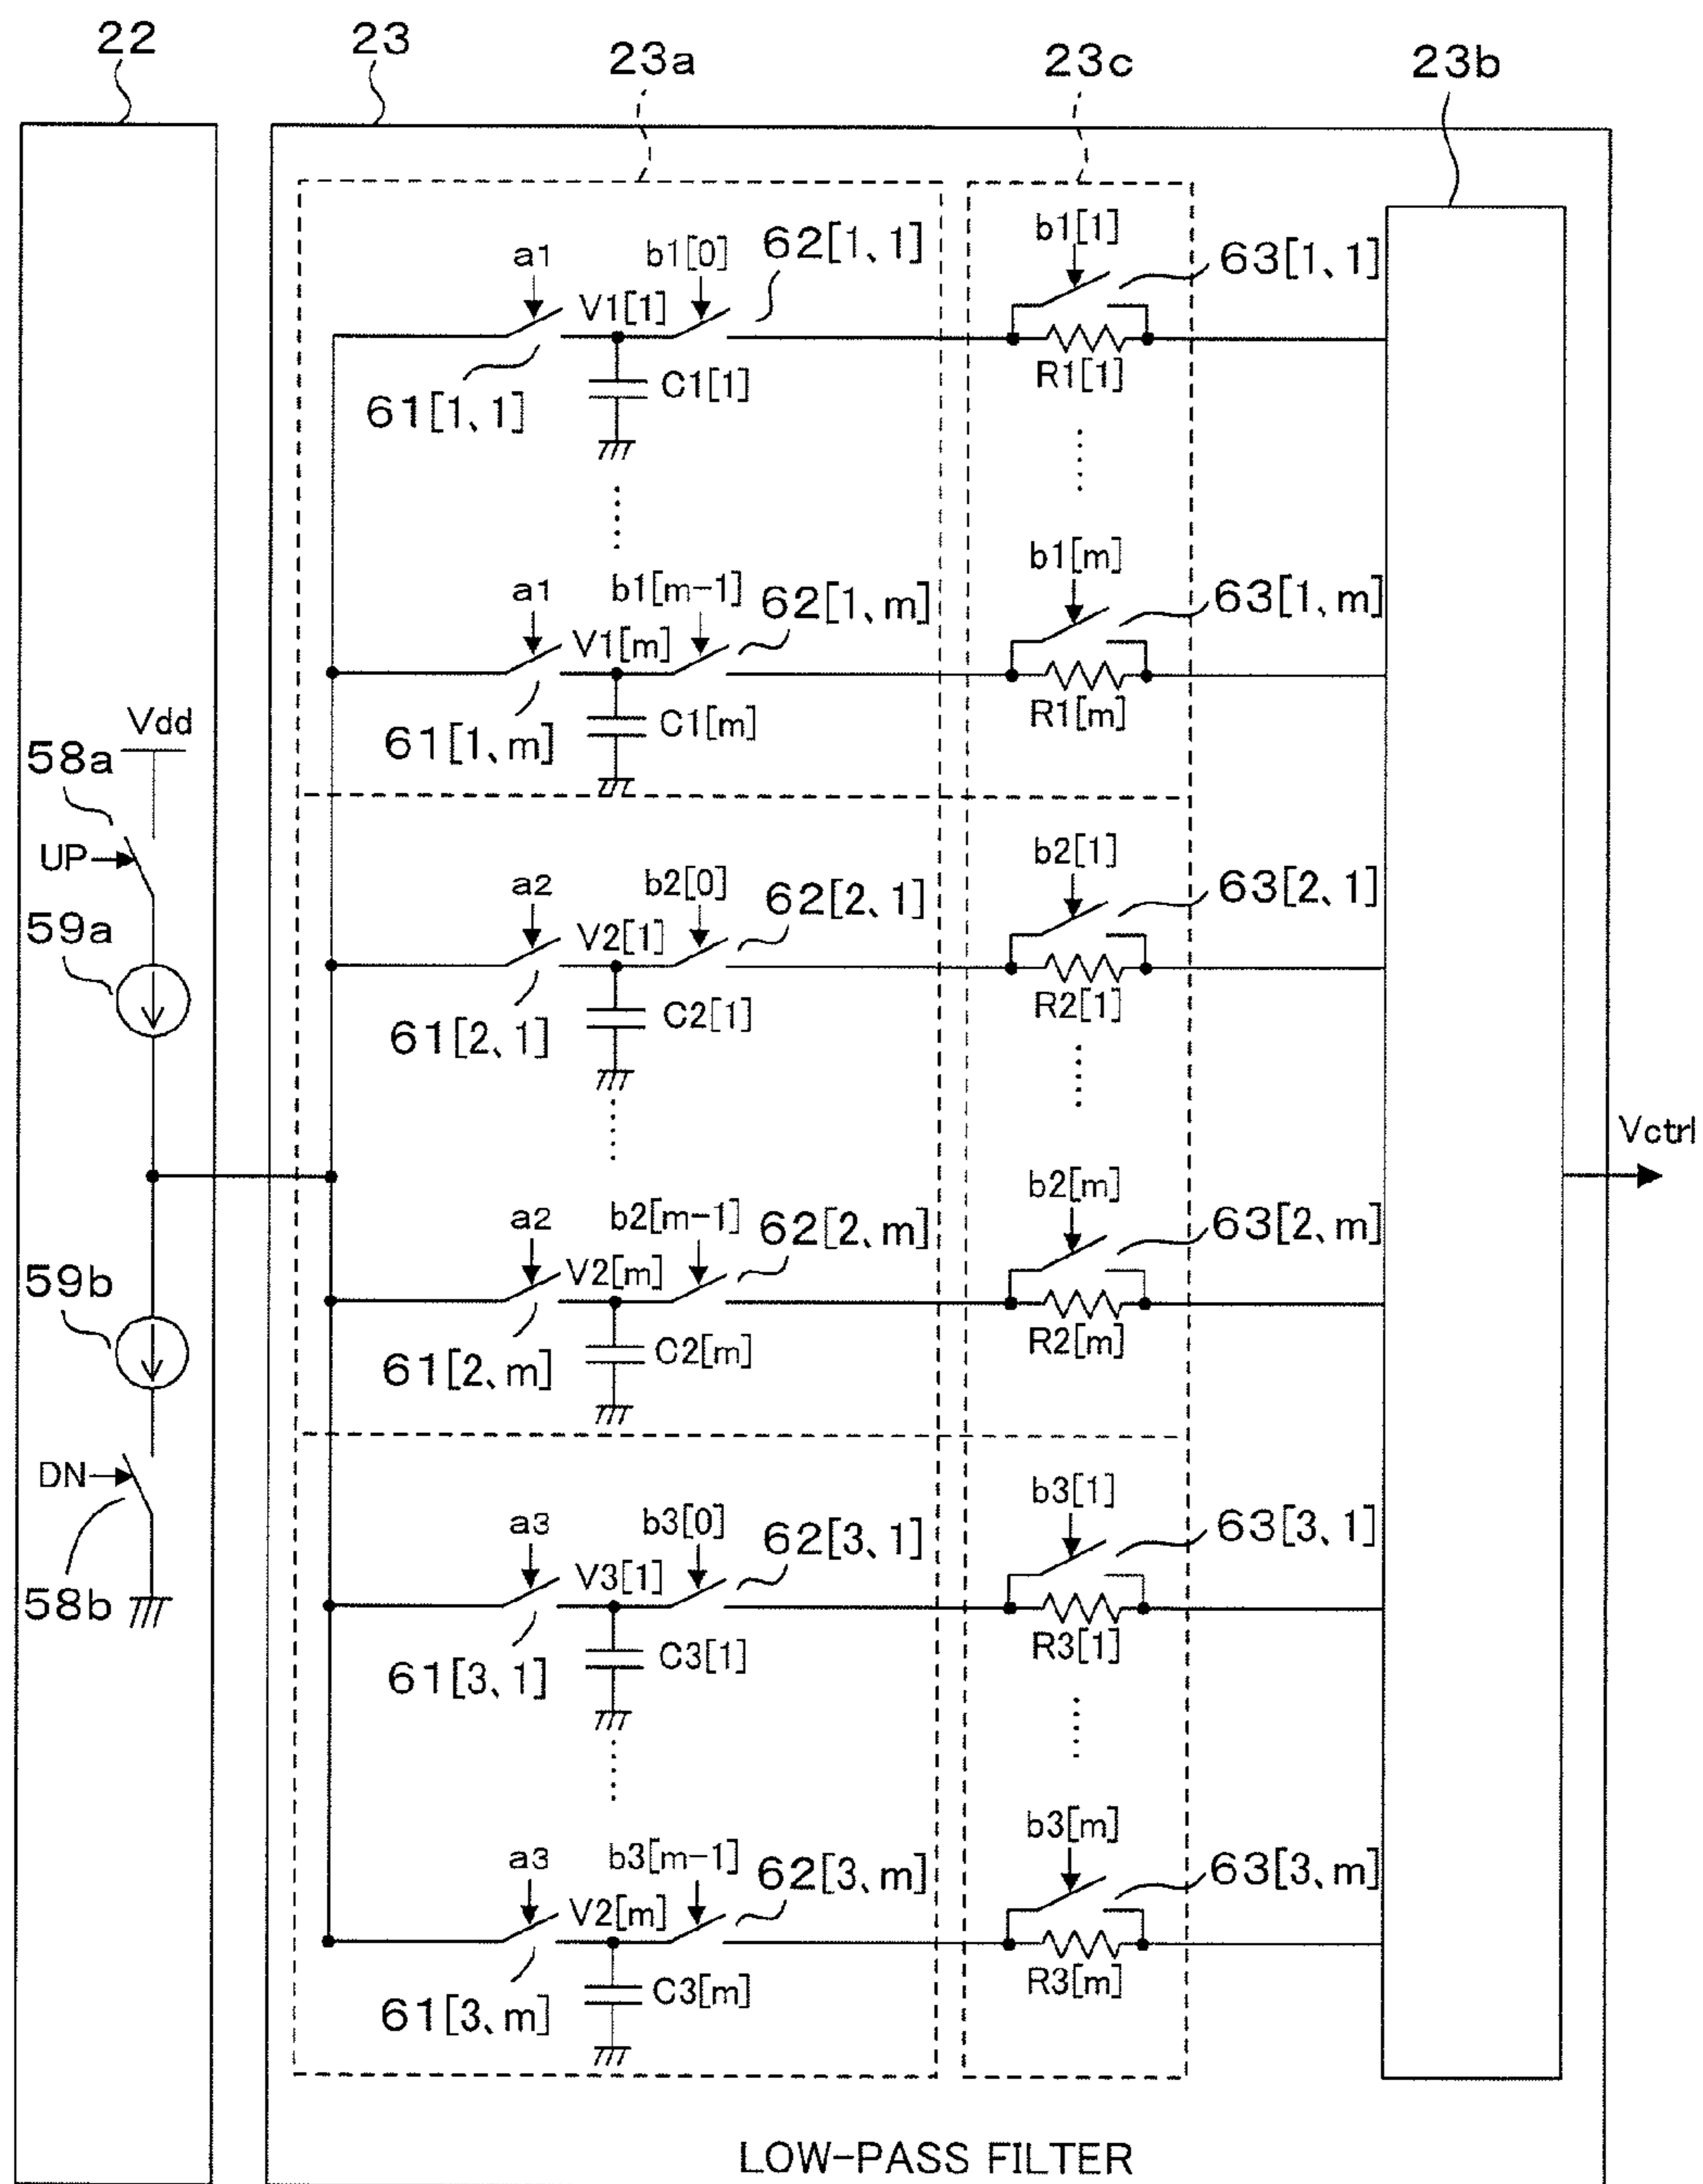 22
23
23a
23c
23b
a1
b1[0]
62[1、1]
b1[1]
63[1、1]
V1[1]
61[1、1]
C1[1]
R1[1]
a1
b1[m-1]
62[1、m]
b1[m]
63[1、m]
V1[m]
61[1、m]
C1[m]
R1[m]
Vdd
58a
UP
59a
a2
b2[0]
62[2、1]
b2[1]
63[2、1]
V2[1]
61[2、1]
C2[1]
R2[1]
Vctrl
a2
b2[m-1]
62[2、m]
b2[m]
63[2、m]
V2[m]
61[2、m]
C2[m]
R2[m]
59b
DN
58b
a3
b3[0]
62[3、1]
b3[1]
63[3、1]
V3[1]
61[3、1]
C3[1]
R3[1]
a3
b3[m-1]
62[3、m]
b3[m]
63[3、m]
V2[m]
61[3、m]
C3[m]
R3[m]
LOW-PASS FILTER